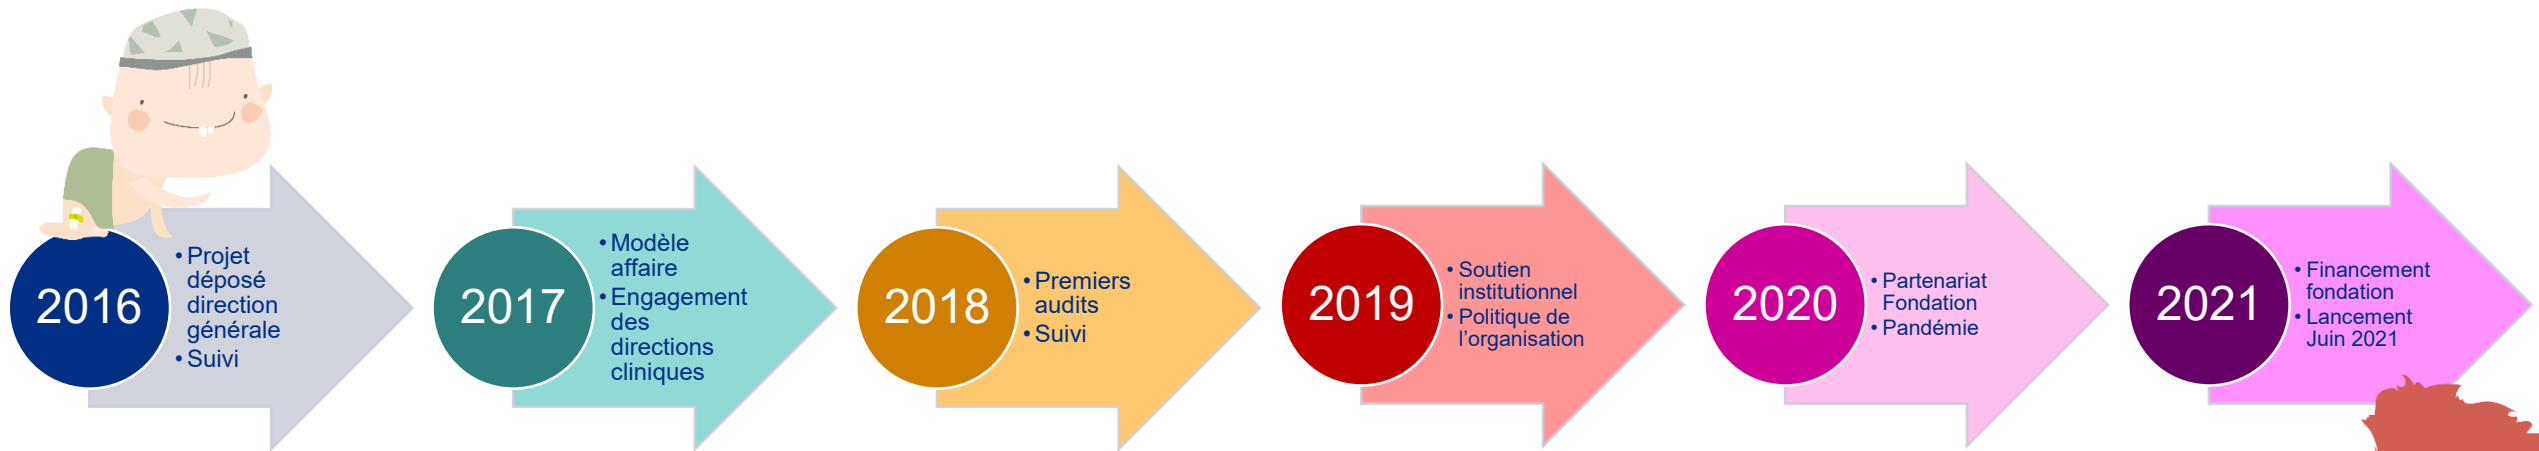 2016
• Projet
déposé
direction
générale
• Suivi
2017
• Modèle
affaire
• Engagement
des
directions
cliniques
2018
• Premiers
audits
• Suivi
2019
• Soutien
institutionnel
• Politique de
l’organisation
2020
• Partenariat
Fondation
• Pandémie
2021
• Financement
fondation
• Lancement
Juin 2021